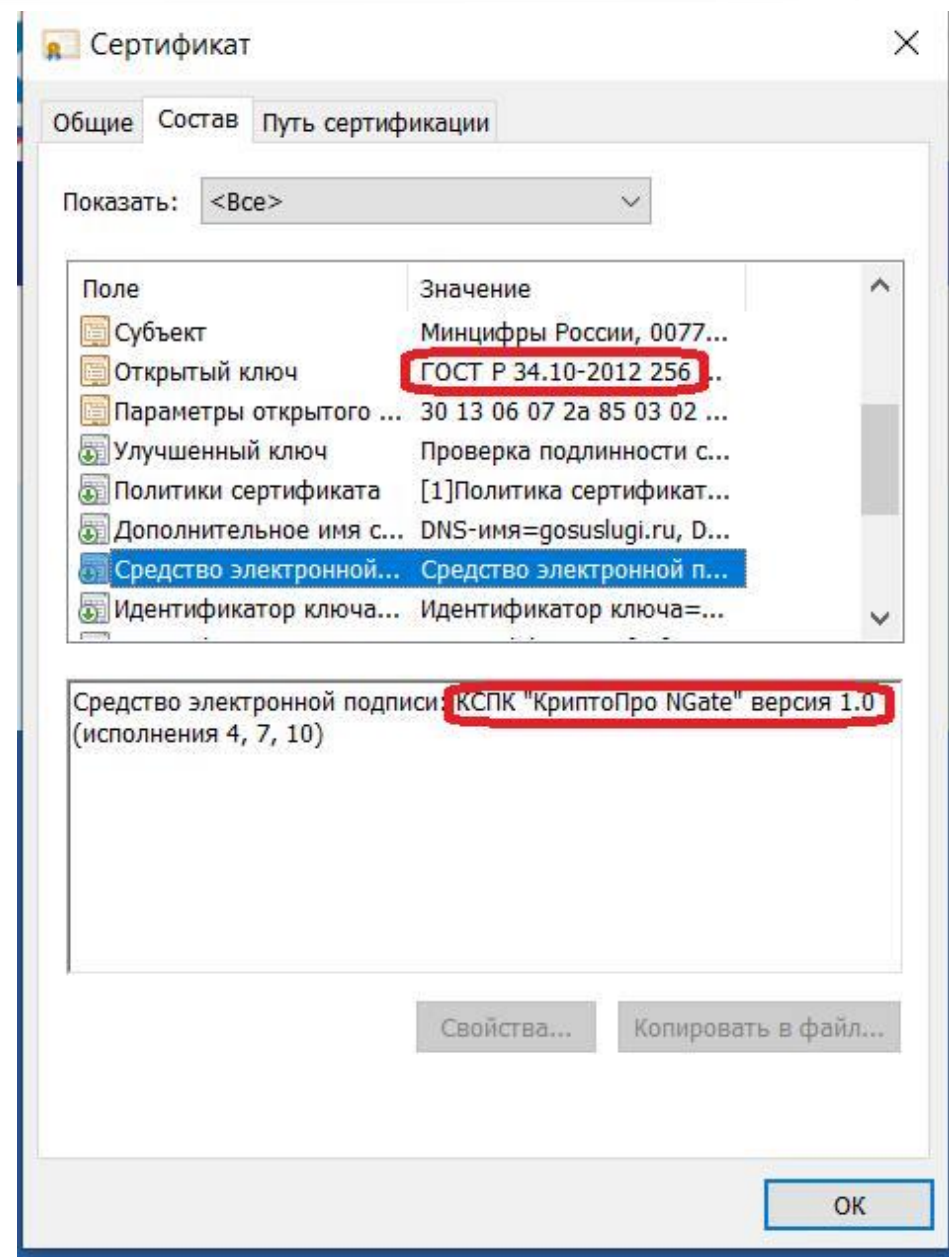 Сертификат
Общие Состав Путь сертификации
Показать: <Все>
Поле Значение
Субъект Минцифры России, 0077...
Открытый ключ ГОСТ Р 34.10-2012 256 ...
Параметры открытого ... 30 13 06 07 2a 85 03 02 ...
Улучшенный ключ Проверка подлинности с...
Политики сертификата [1]Политика сертификат...
Дополнительное имя с... DNS-имя=gosuslugi.ru, D...
Средство электронной... Средство электронной п...
Идентификатор ключа... Идентификатор ключа=...
Средство электронной подписи: КСПК "КриптоПро NGate" версия 1.0
(исполнения 4, 7, 10)
Свойства... Копировать в файл...
ОК